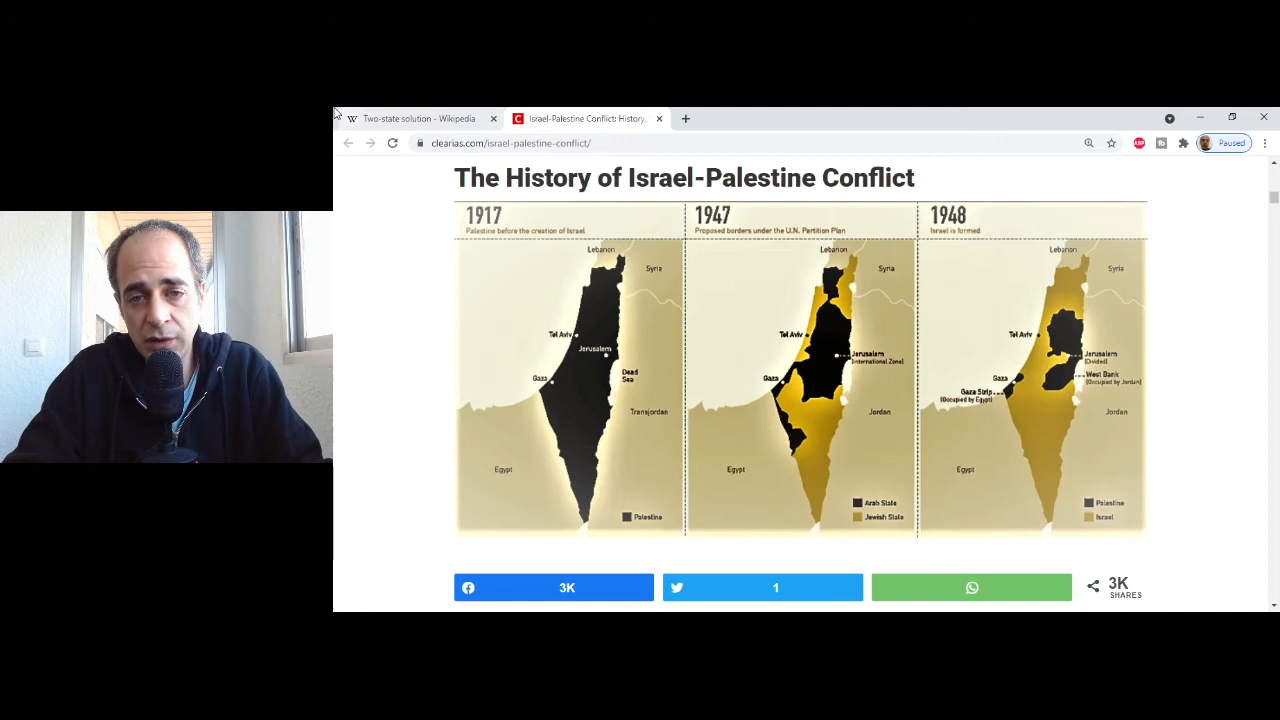 Two-state solution - Wikipedia
Israel-Palestine Conflict: History,
clearias.com/israel-palestine-conflict/
ABP
Paused
The History of Israel-Palestine Conflict
1917
Palestine before the creation of Israel
Lebanon
Syria
Tel Aviv
Jerusalem
Gaza
Dead
Sea
Transjordan
Egypt
Palestine
1947
Proposed borders under the U.N. Partition Plan
Lebanon
Syria
Tel Aviv
Jerusalem
(International Zone)
Gaza
Jordan
Egypt
Arab State
Jewish State
1948
Israel is formed
Lebanon
Syria
Tel Aviv
Jerusalem
(Divided)
Gaza
West Bank
(Occupied by Jordan)
Gaza Strip
(Occupied by Egypt)
Jordan
Egypt
Palestine
Israel
3K
1
3K
SHARES